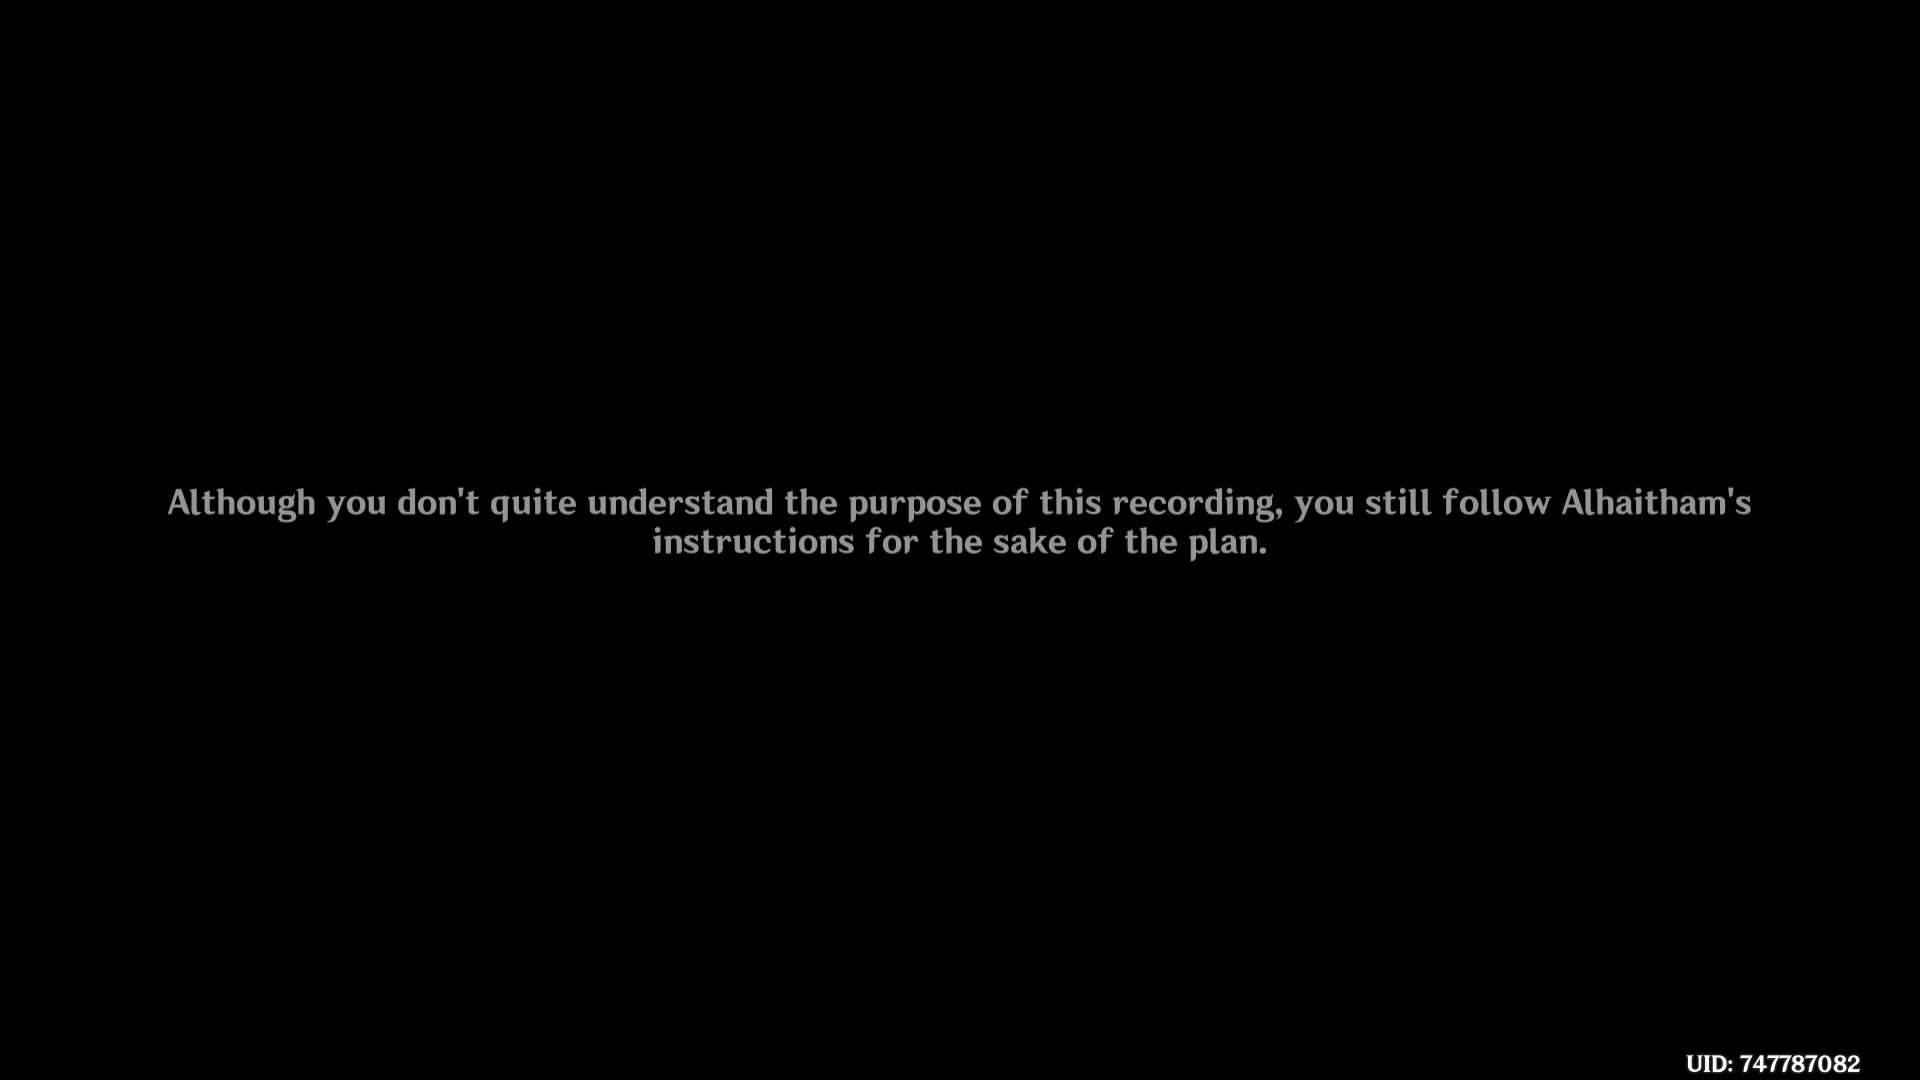 Although you don't quite understand the purpose of this recording, you still follow Alhaitham's
instructions for the sake of the plan.
UID: 747787082